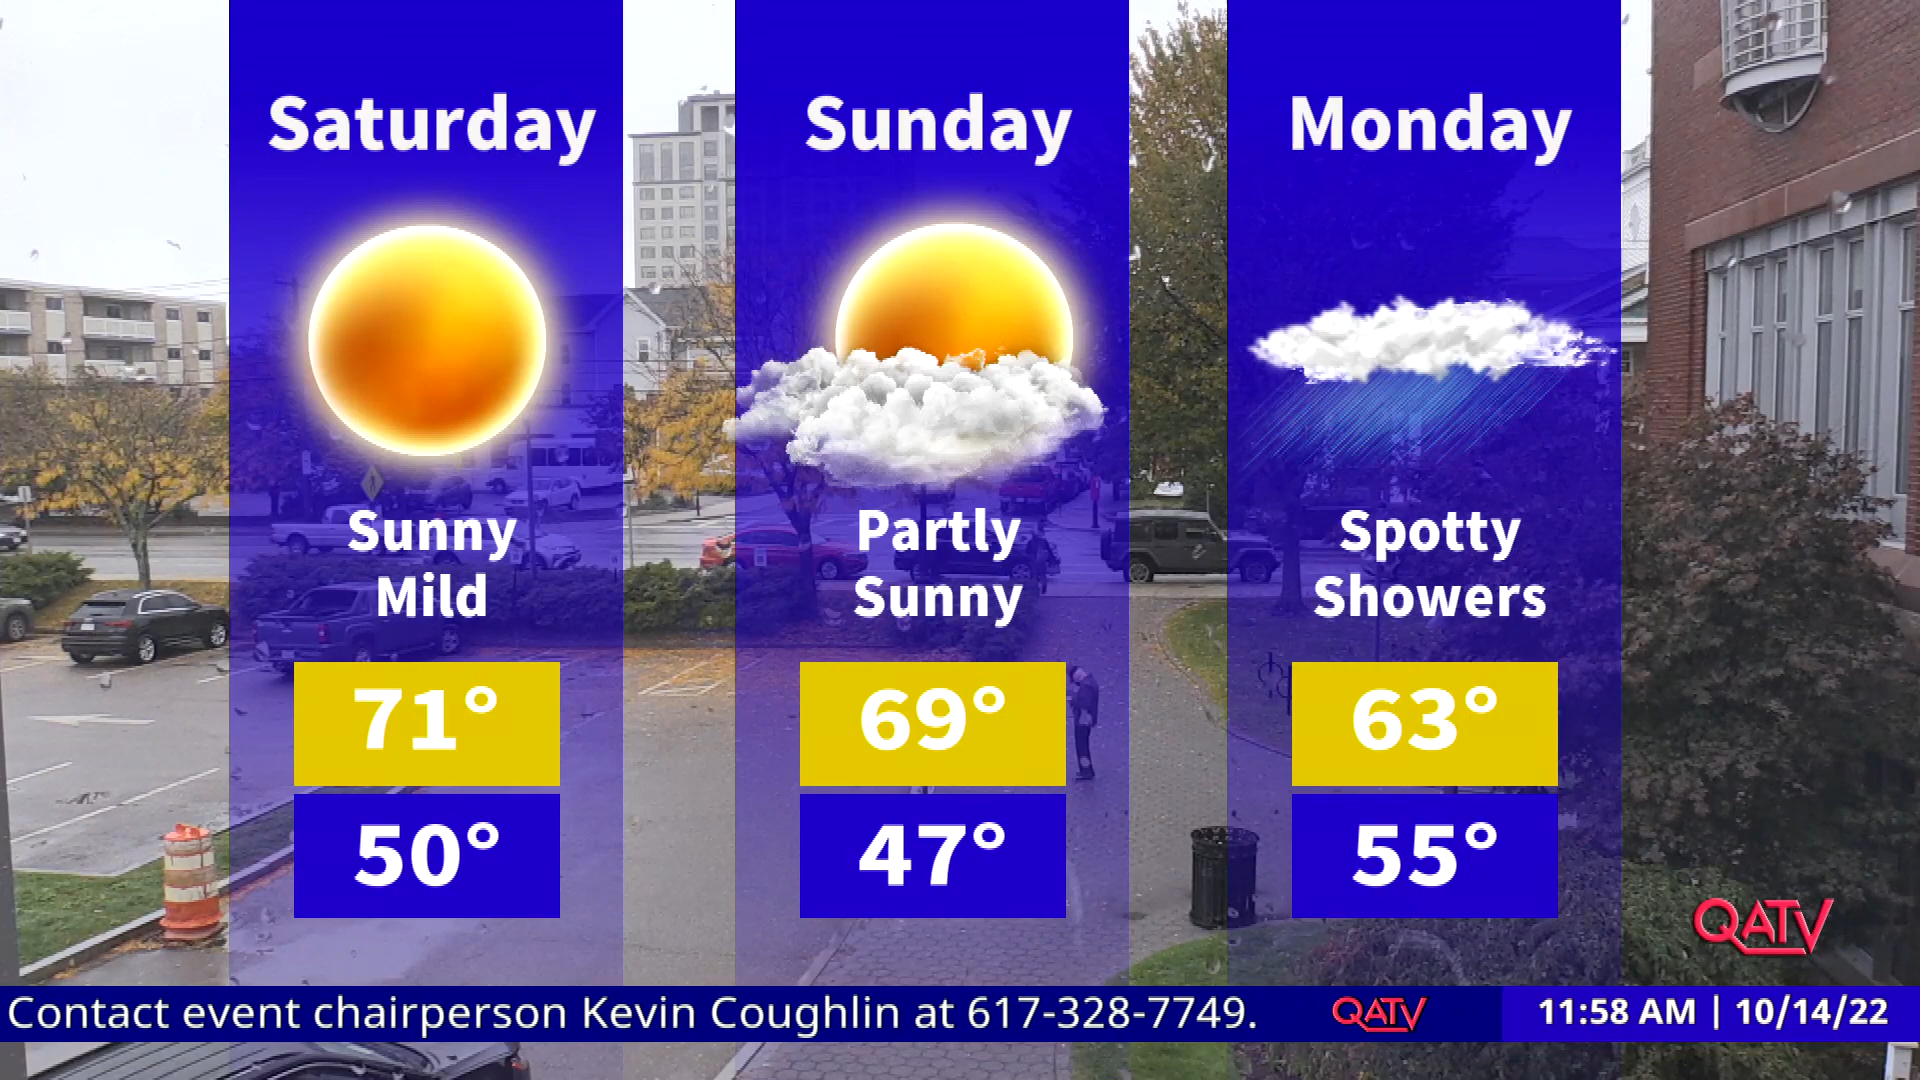 Saturday
Sunny
Mild
71°
50°
Sunday
Partly
Sunny
69°
47°
Monday
Spotty
Showers
63°
55°
QATV
Contact event chairperson Kevin Coughlin at 617-328-7749.
QATV
11:58 AM | 10/14/22